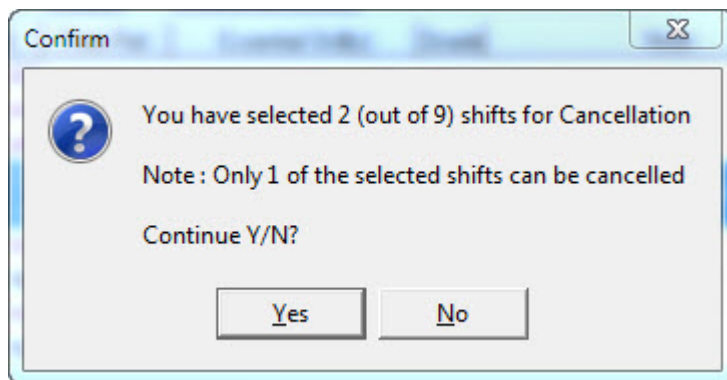 Confirm
You have selected 2 (out of 9) shifts for Cancellation
Note : Only 1 of the selected shifts can be cancelled
Continue Y/N?
Yes No